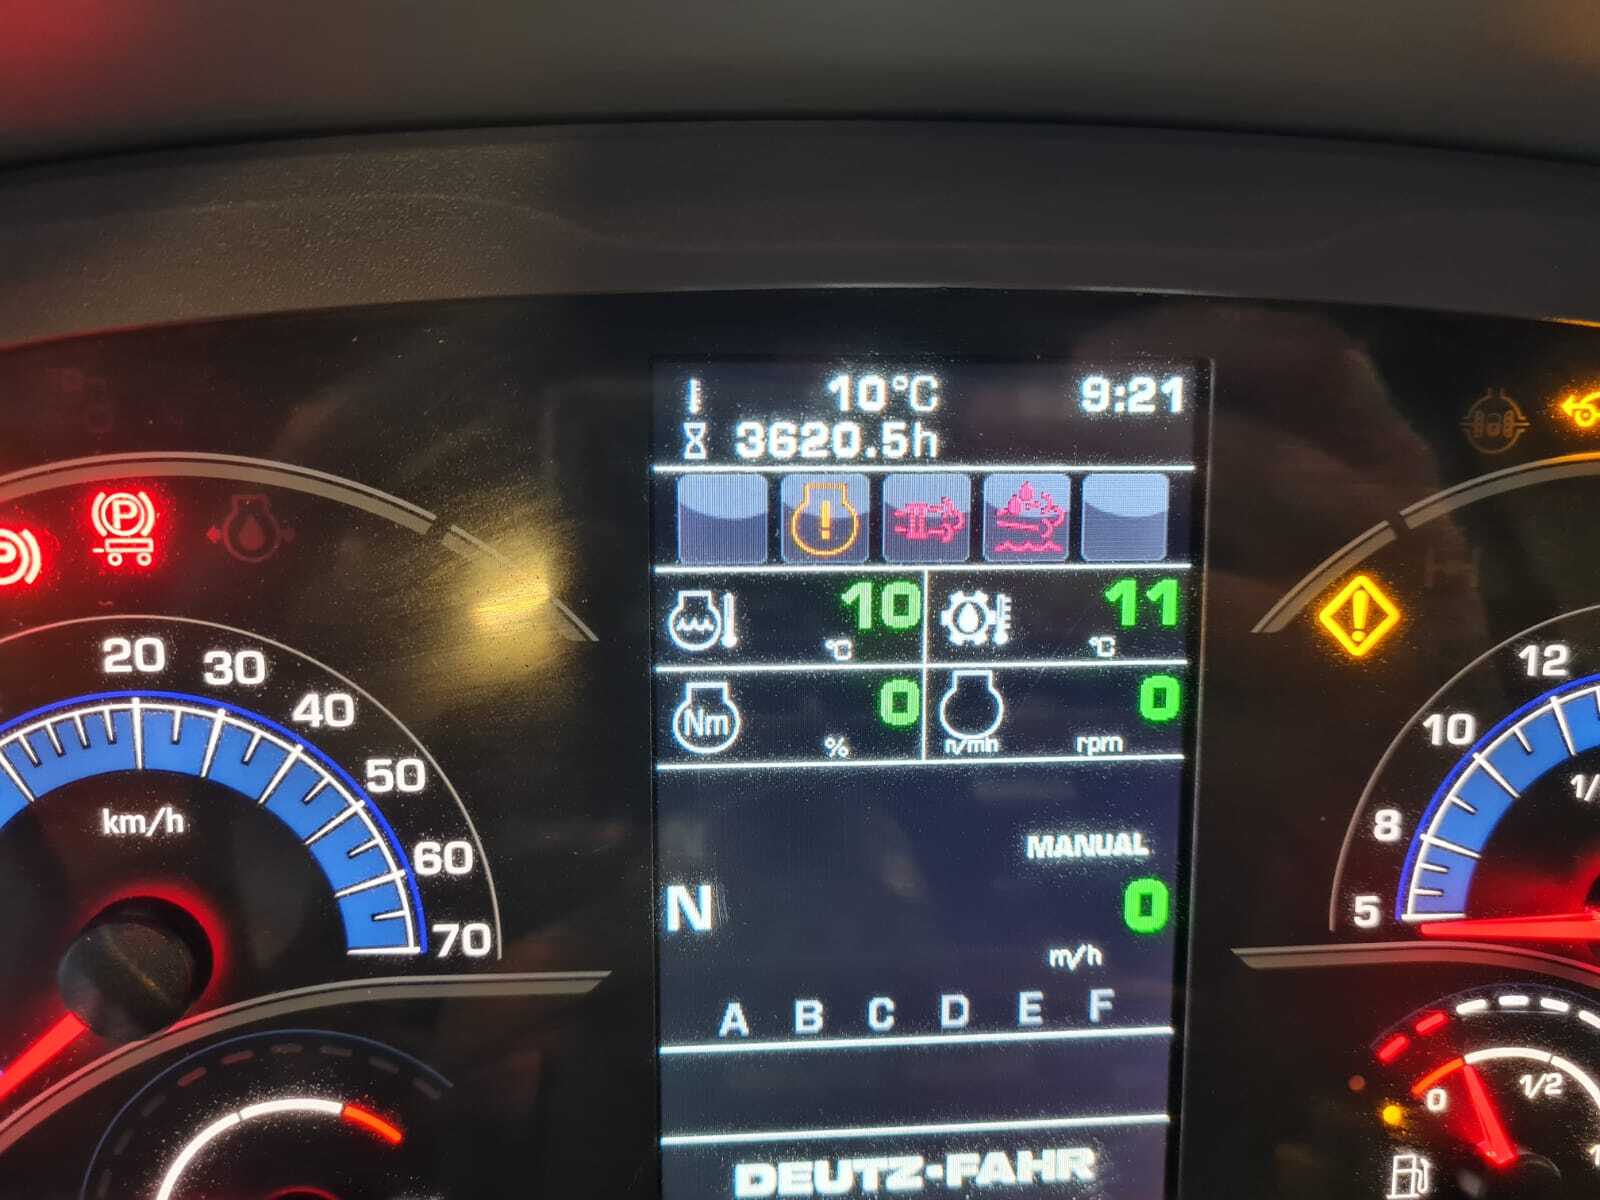 10°C 9:21
3620.5h
P
P
20 30 40 50 60 70
km/h
10 °C
11 °C
Nm 0 %
n/min 0 rpm
MANUAL
N 0
m/h
A B C D E F
DEUTZ-FAHR
12
10
8
5
0 1/2